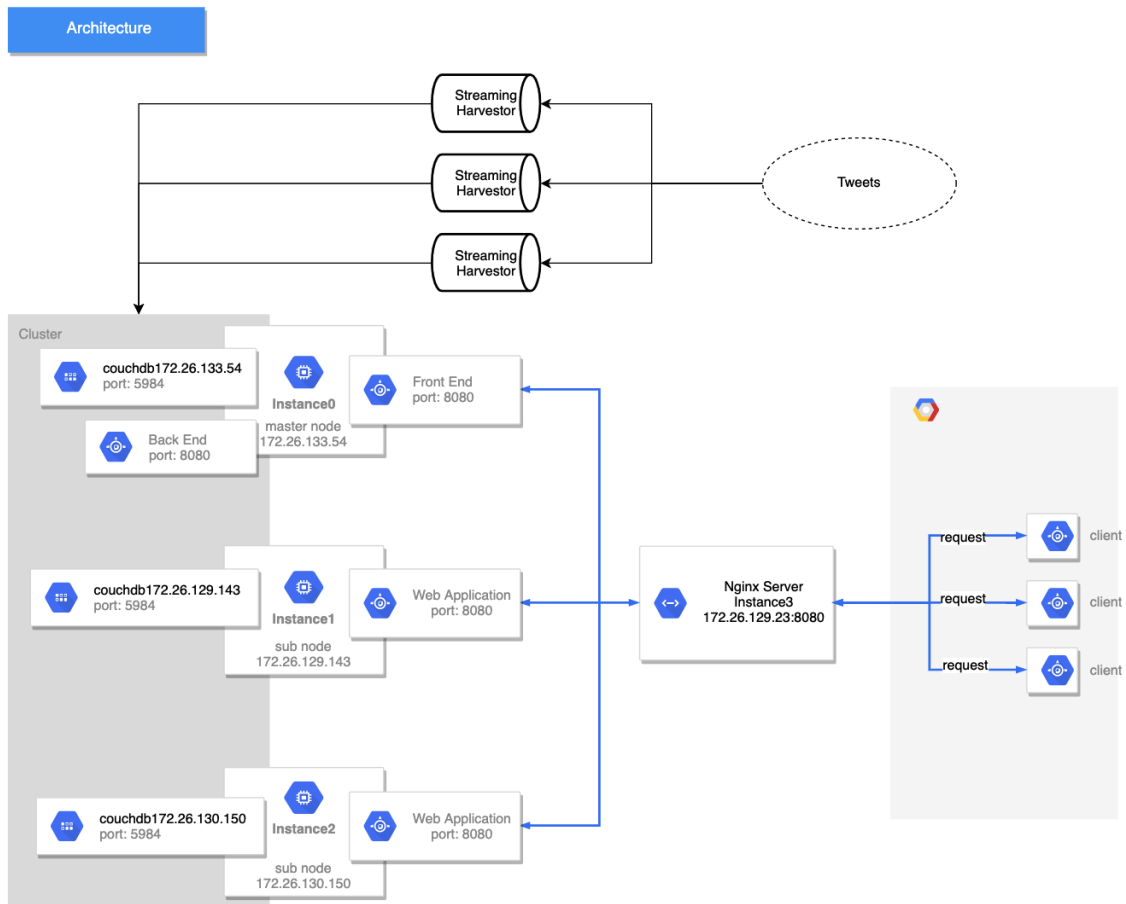 Architecture
Streaming
Harvestor
Streaming
Harvestor
Tweets
Streaming
Harvestor
Cluster
couchdb172.26.133.54
port: 5984
Instance0
master node
172.26.133.54
Front End
port: 8080
Back End
port: 8080
couchdb172.26.129.143
port: 5984
Instance1
sub node
172.26.129.143
Web Application
port: 8080
Nginx Server
Instance3
172.26.129.23:8080
request
client
request
client
request
client
couchdb172.26.130.150
port: 5984
Instance2
sub node
172.26.130.150
Web Application
port: 8080